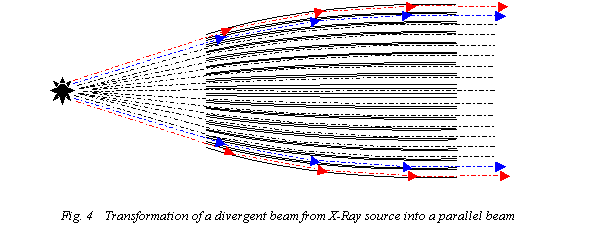 Fig. 4 Transformation of a divergent beam from X-Ray source into a parallel beam